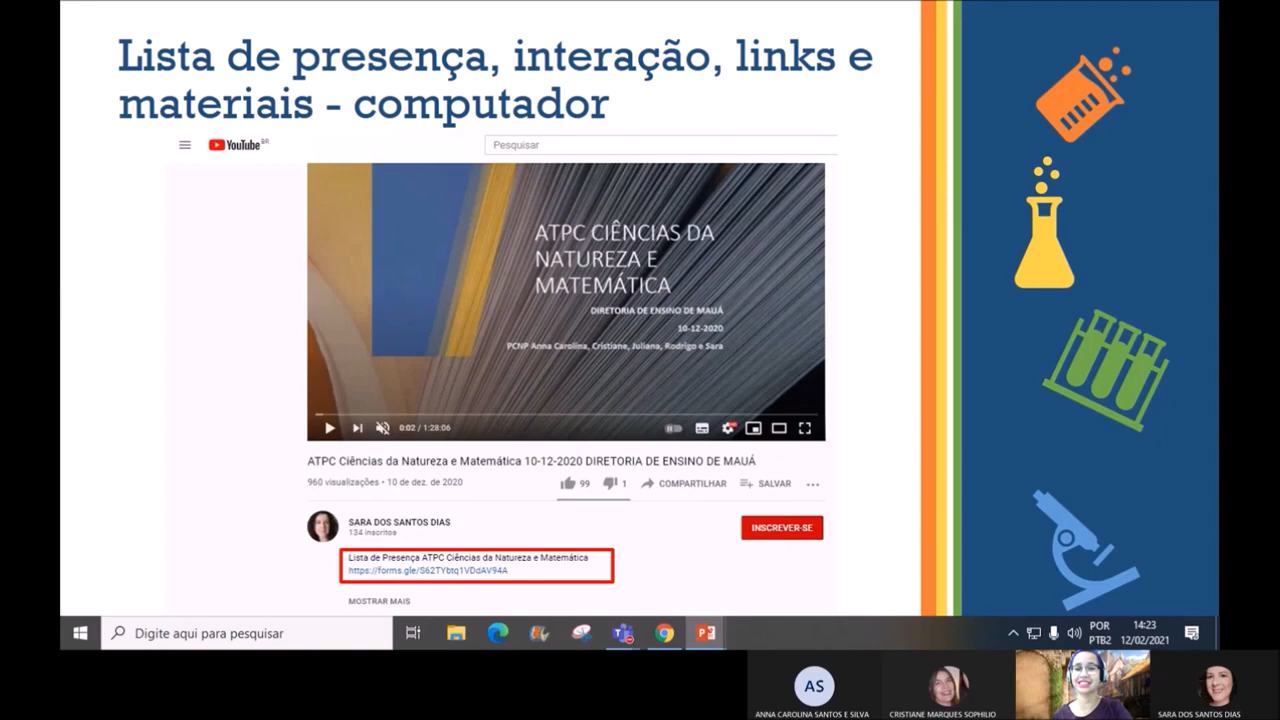 Lista de presença, interação, links e
materiais - computador
YouTube BR
Pesquisar
ATPC CIÊNCIAS DA
NATUREZA E
MATEMÁTICA
DIRETORIA DE ENSINO DE MAUÁ
10-12-2020
PCNP Anna Carolina, Cristiane, Juliana, Rodrigo e Sara
0:02 / 1:28:06
ATPC Ciências da Natureza e Matemática 10-12-2020 DIRETORIA DE ENSINO DE MAUÁ
960 visualizações • 10 de dez. de 2020
99
1
COMPARTILHAR
SALVAR
SARA DOS SANTOS DIAS
134 inscritos
INSCREVER-SE
Lista de Presença ATPC Ciências da Natureza e Matemática
https://forms.gle/S62TYbtq1VDdAV94A
MOSTRAR MAIS
Digite aqui para pesquisar
POR
PTB2
14:23
12/02/2021
AS
ANNA CAROLINA SANTOS E SILVA
CRISTIANE MARQUES SOPHILIO
SARA DOS SANTOS DIAS